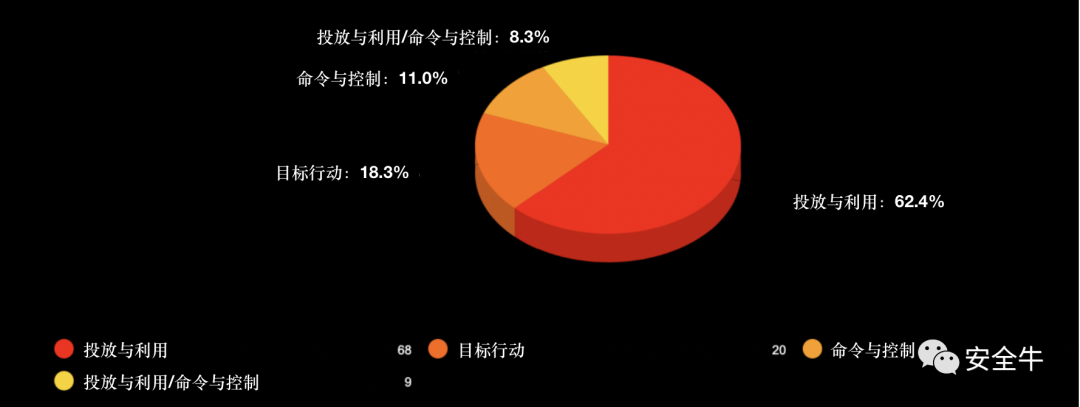 投放与利用/命令与控制：8.3%
命令与控制：11.0%
目标行动：18.3%
投放与利用：62.4%
投放与利用 68 目标行动 20 命令与控制 安全牛
投放与利用/命令与控制 9